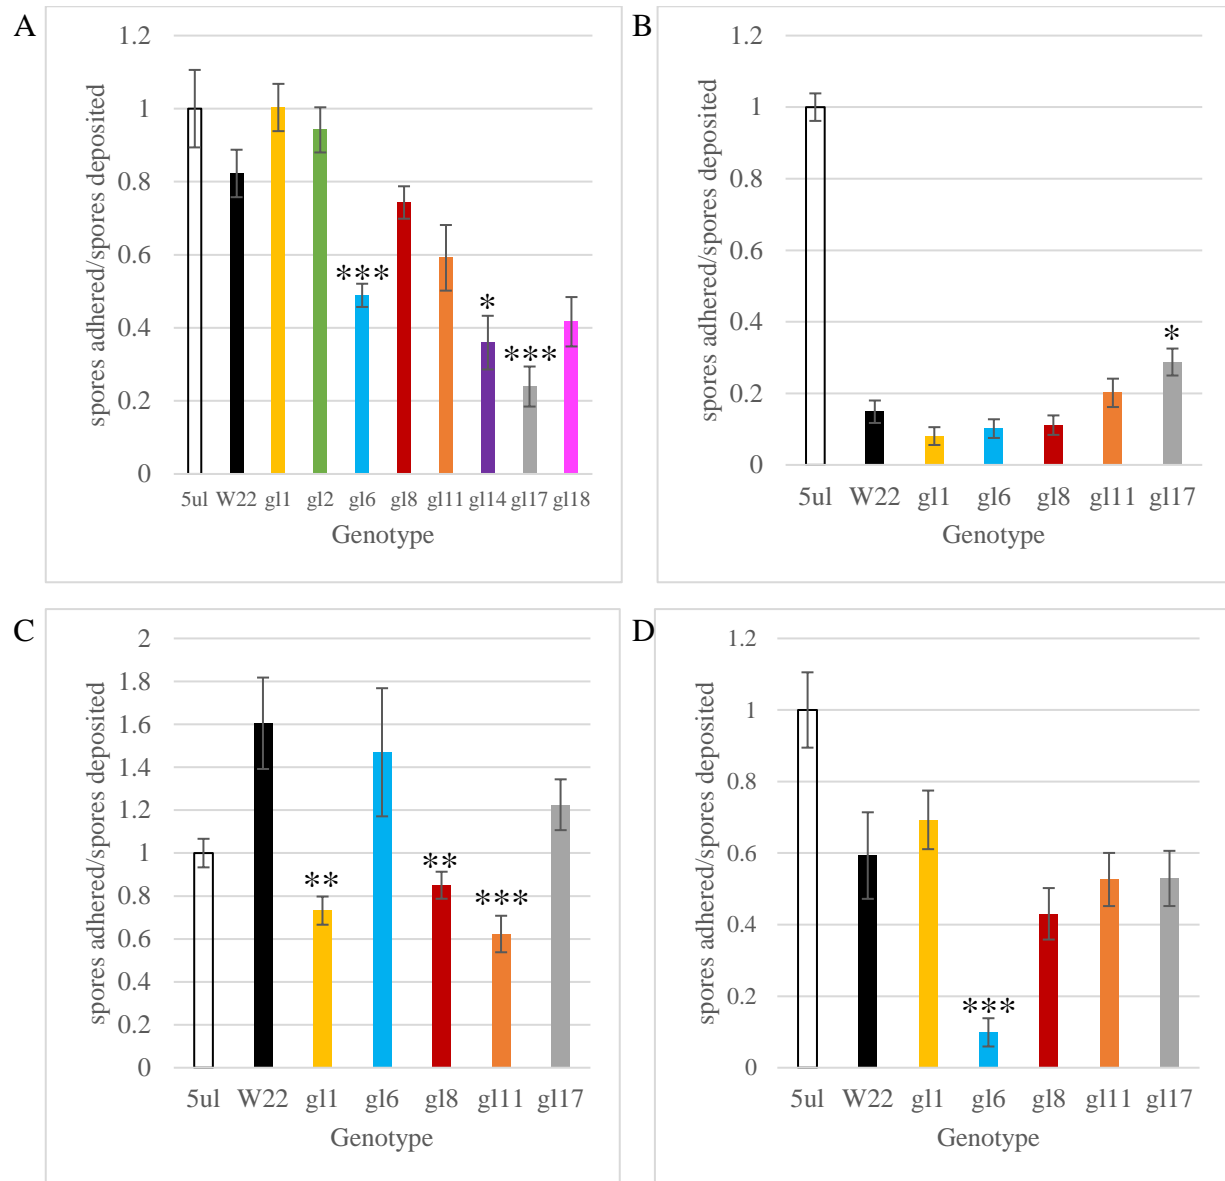 A
spores adhered/spores deposited
1.2
1
0.8
0.6
0.4
0.2
0
***
*
***
5ul W22 gl1 gl2 gl6 gl8 gl11 gl14 gl17 gl18
Genotype
B
spores adhered/spores deposited
1.2
1
0.8
0.6
0.4
0.2
0
*
5ul W22 gl1 gl6 gl8 gl11 gl17
Genotype
C
spores adhered/spores deposited
2
1.8
1.6
1.4
1.2
1
0.8
0.6
0.4
0.2
0
**
**
***
5ul W22 gl1 gl6 gl8 gl11 gl17
Genotype
D
spores adhered/spores deposited
1.2
1
0.8
0.6
0.4
0.2
0
***
5ul W22 gl1 gl6 gl8 gl11 gl17
Genotype